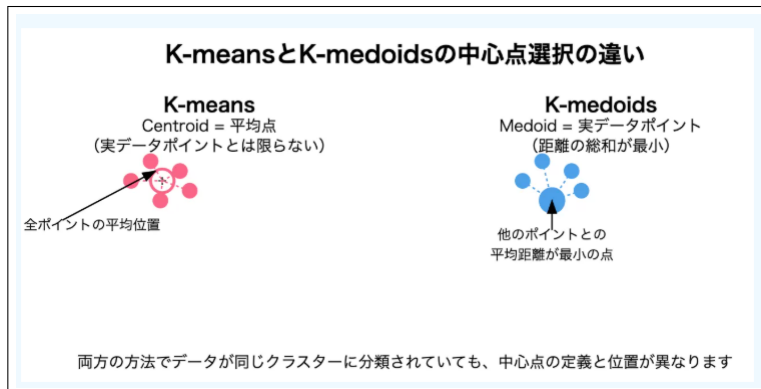 K-meansとK-medoidsの中心点選択の違い
K-means
Centroid = 平均点
（実データポイントとは限らない）
全ポイントの平均位置
K-medoids
Medoid = 実データポイント
（距離の総和が最小）
他のポイントとの
平均距離が最小の点
両方の方法でデータが同じクラスターに分類されていても、中心点の定義と位置が異なります